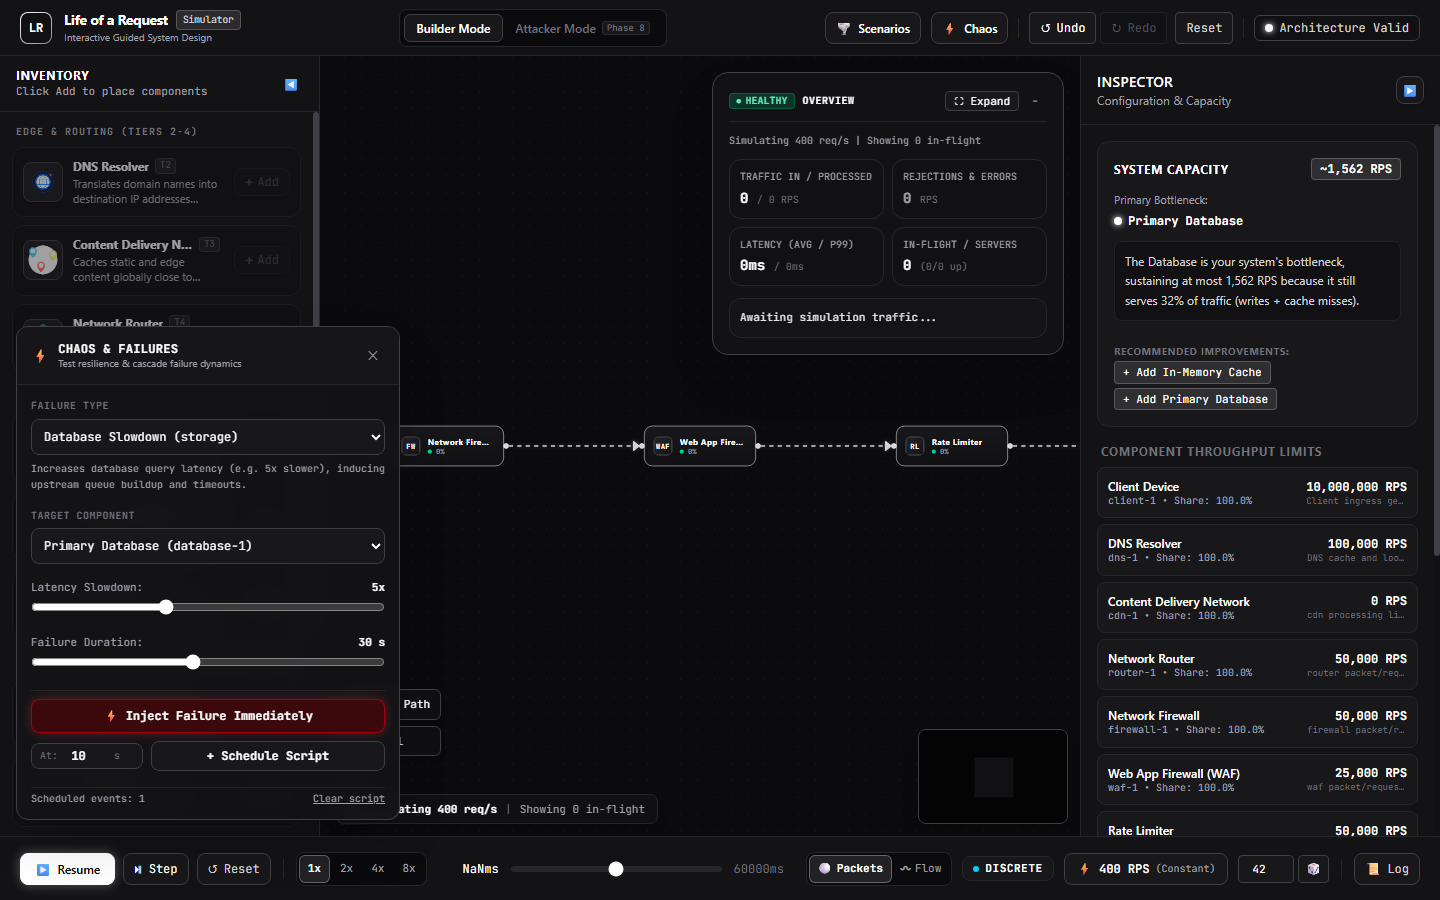 LR
Life of a Request
Simulator
Interactive Guided System Design
Builder Mode
Attacker Mode
Phase 8
Scenarios
Chaos
↺ Undo
↻ Redo
Reset
Architecture Valid
INVENTORY
Click Add to place components
EDGE & ROUTING (TIERS 2-4)
DNS Resolver
T2
Translates domain names into
destination IP addresses...
+ Add
Content Delivery N...
T3
Caches static and edge
content globally close to...
+ Add
Network Router
T4
CHAOS & FAILURES
Test resilience & cascade failure dynamics
FAILURE TYPE
Database Slowdown (storage)
Increases database query latency (e.g. 5x slower), inducing
upstream queue buildup and timeouts.
TARGET COMPONENT
Primary Database (database-1)
Latency Slowdown:
5x
Failure Duration:
30 s
Inject Failure Immediately
At: 10 s
+ Schedule Script
Scheduled events: 1
Clear script
HEALTHY
OVERVIEW
Expand
-
Simulating 400 req/s | Showing 0 in-flight
TRAFFIC IN / PROCESSED
0 / 0 RPS
REJECTIONS & ERRORS
0 RPS
LATENCY (AVG / P99)
0ms / 0ms
IN-FLIGHT / SERVERS
0 (0/0 up)
Awaiting simulation traffic...
FW
Network Fire...
0%
WAF
Web App Fire...
0%
RL
Rate Limiter
0%
Path
ating 400 req/s | Showing 0 in-flight
INSPECTOR
Configuration & Capacity
SYSTEM CAPACITY
~1,562 RPS
Primary Bottleneck:
Primary Database
The Database is your system's bottleneck,
sustaining at most 1,562 RPS because it still
serves 32% of traffic (writes + cache misses).
RECOMMENDED IMPROVEMENTS:
+ Add In-Memory Cache
+ Add Primary Database
COMPONENT THROUGHPUT LIMITS
Client Device
10,000,000 RPS
client-1 • Share: 100.0%
Client ingress ge…
DNS Resolver
100,000 RPS
dns-1 • Share: 100.0%
DNS cache and loo…
Content Delivery Network
0 RPS
cdn-1 • Share: 100.0%
cdn processing li…
Network Router
50,000 RPS
router-1 • Share: 100.0%
router packet/req…
Network Firewall
50,000 RPS
firewall-1 • Share: 100.0%
firewall packet/r…
Web App Firewall (WAF)
25,000 RPS
waf-1 • Share: 100.0%
waf packet/reques…
Rate Limiter
50,000 RPS
Resume
Step
↺ Reset
1x
2x
4x
8x
NaNms
60000ms
Packets
Flow
DISCRETE
400 RPS (Constant)
42
Log